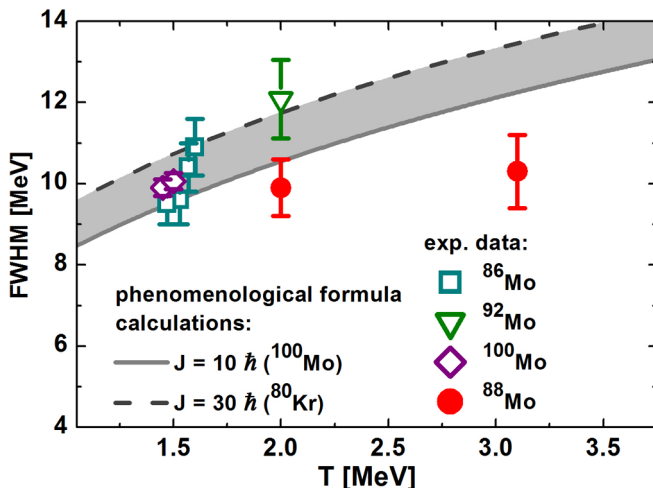 14
12
10
8
6
4
FWHM [MeV]
exp. data:
⁸⁶Mo
⁹²Mo
¹⁰⁰Mo
⁸⁸Mo
phenomenological formula
calculations:
J = 10 ℏ (¹⁰⁰Mo)
J = 30 ℏ (⁸⁰Kr)
1.5 2.0 2.5 3.0 3.5
T [MeV]